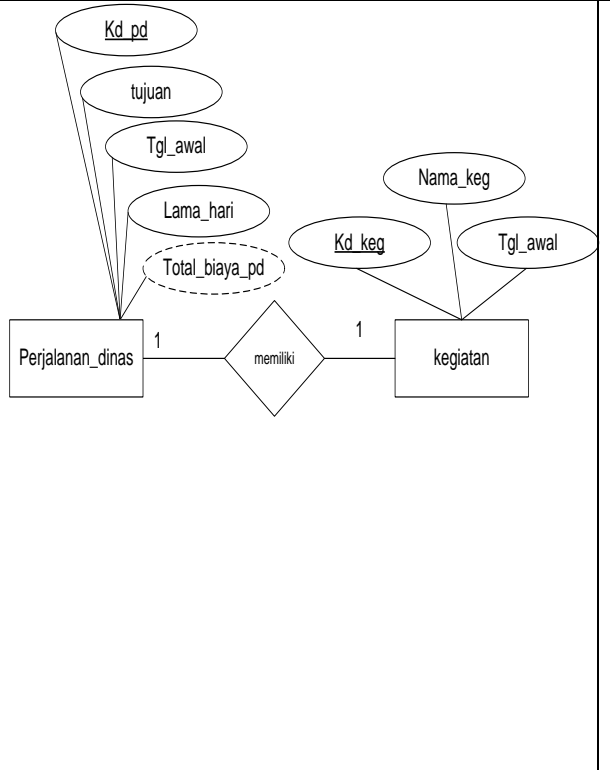 Kd_pd
tujuan
Tgl_awal
Lama_hari
Total_biaya_pd
Nama_keg
Kd_keg
Tgl_awal
Perjalanan_dinas
1
memiliki
1
kegiatan